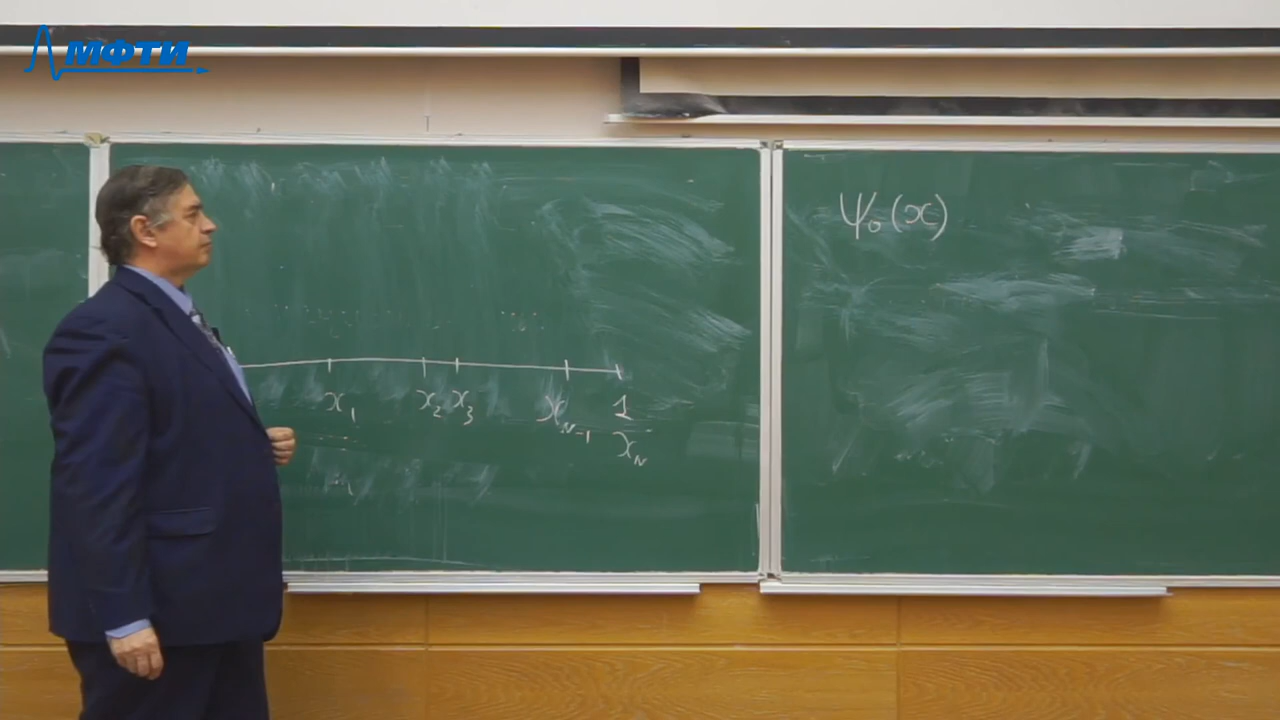 МФТИ
ψ₀(x)
x₁ x₂ x₃ x_{N-1} 1
x_N